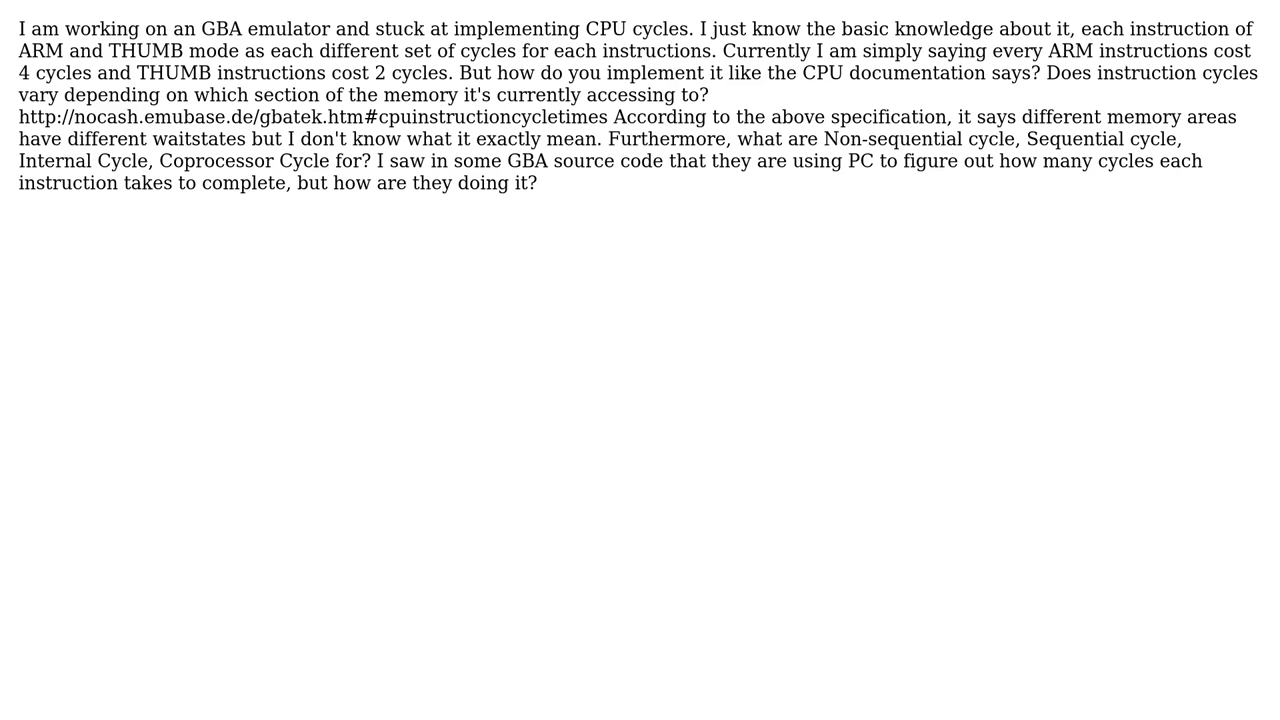 I am working on an GBA emulator and stuck at implementing CPU cycles. I just know the basic knowledge about it, each instruction of
ARM and THUMB mode as each different set of cycles for each instructions. Currently I am simply saying every ARM instructions cost
4 cycles and THUMB instructions cost 2 cycles. But how do you implement it like the CPU documentation says? Does instruction cycles
vary depending on which section of the memory it's currently accessing to?
http://nocash.emubase.de/gbatek.htm#cpuinstructioncycletimes According to the above specification, it says different memory areas
have different waitstates but I don't know what it exactly mean. Furthermore, what are Non-sequential cycle, Sequential cycle,
Internal Cycle, Coprocessor Cycle for? I saw in some GBA source code that they are using PC to figure out how many cycles each
instruction takes to complete, but how are they doing it?